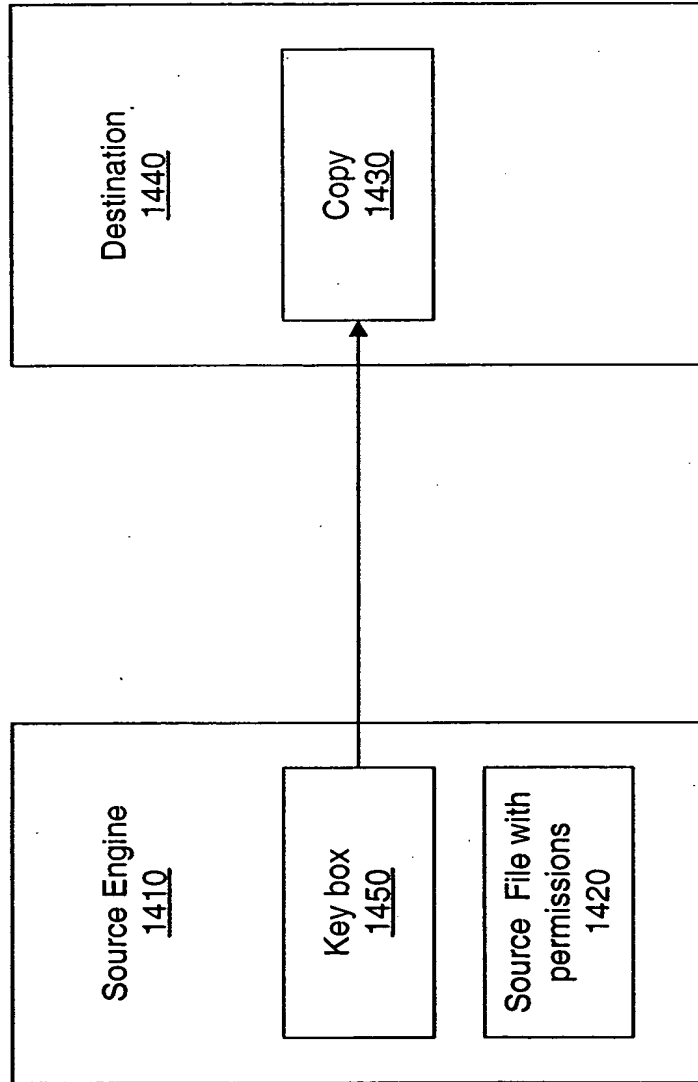 Source Engine
1410
Key box
1450
Source File with
permissions
1420
Destination
1440
Copy
1430